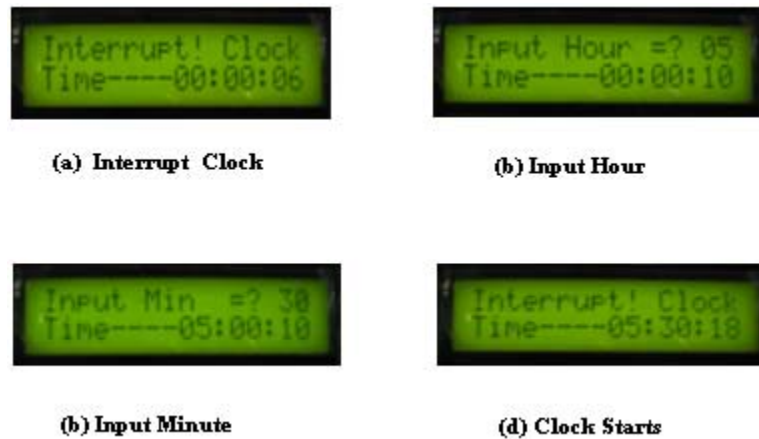 Interrupt! Clock
Time----00:00:06
(a) Interrupt Clock
Input Hour =? 05
Time----00:00:10
(b) Input Hour
Input Min =? 30
Time----05:00:10
(b) Input Minute
Interrupt! Clock
Time----05:30:18
(d) Clock Starts